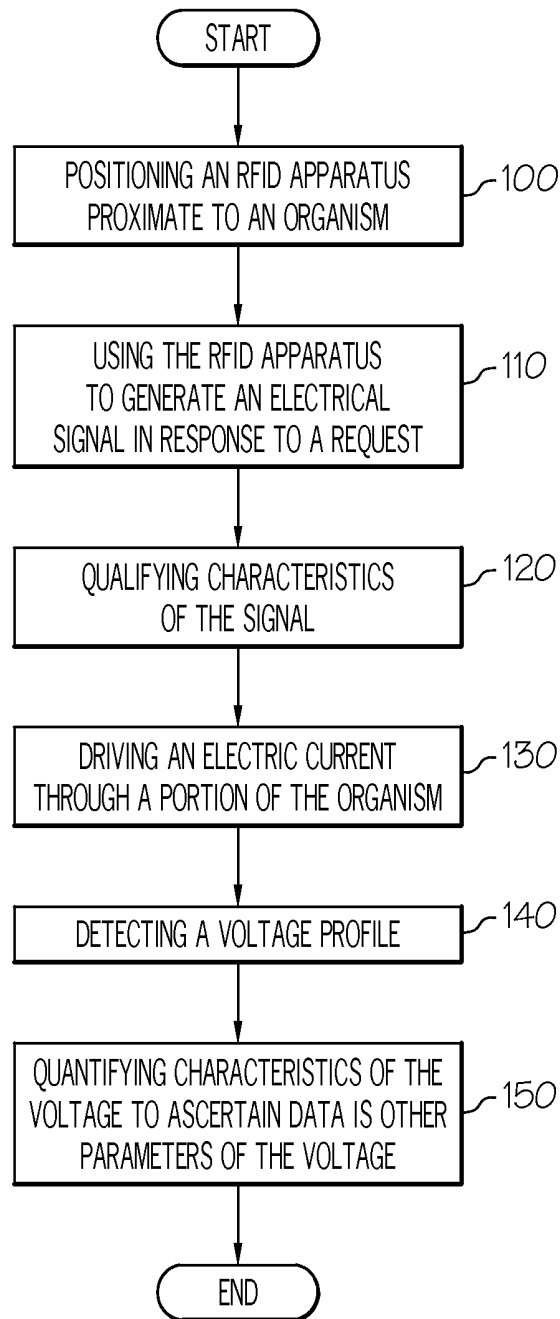 START
POSITIONING AN RFID APPARATUS
PROXIMATE TO AN ORGANISM
100
USING THE RFID APPARATUS
TO GENERATE AN ELECTRICAL
SIGNAL IN RESPONSE TO A REQUEST
110
QUALIFYING CHARACTERISTICS
OF THE SIGNAL
120
DRIVING AN ELECTRIC CURRENT
THROUGH A PORTION OF THE ORGANISM
130
DETECTING A VOLTAGE PROFILE
140
QUANTIFYING CHARACTERISTICS OF THE
VOLTAGE TO ASCERTAIN DATA IS OTHER
PARAMETERS OF THE VOLTAGE
150
END